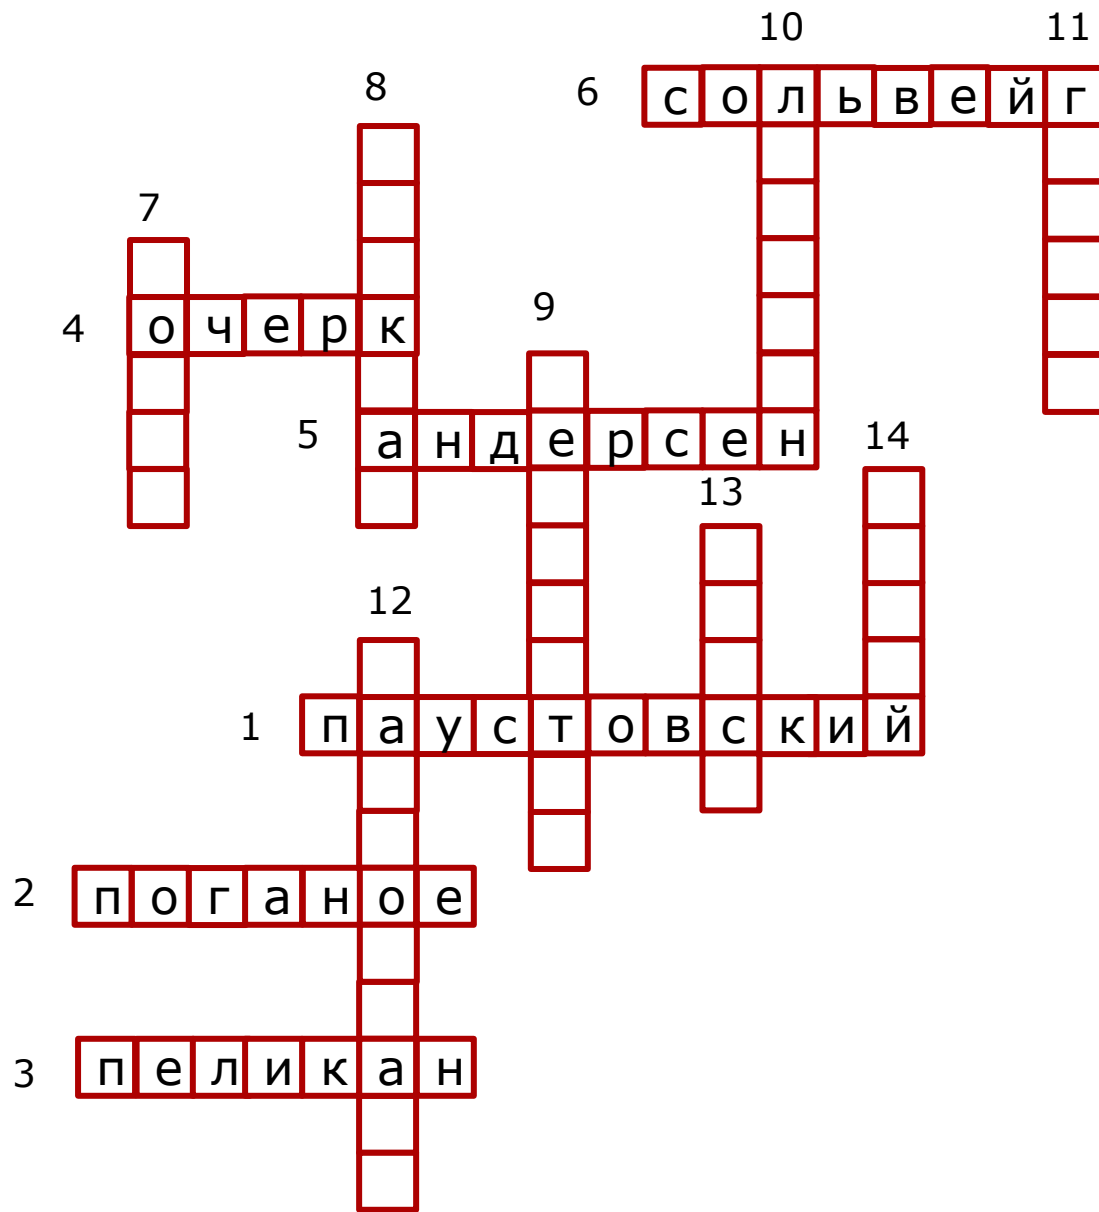 10 11
8 6 сольвейг
7
9
4 очерк
5 андерсен 14
13
12
1 паустовский
2 поганое
3 пеликан